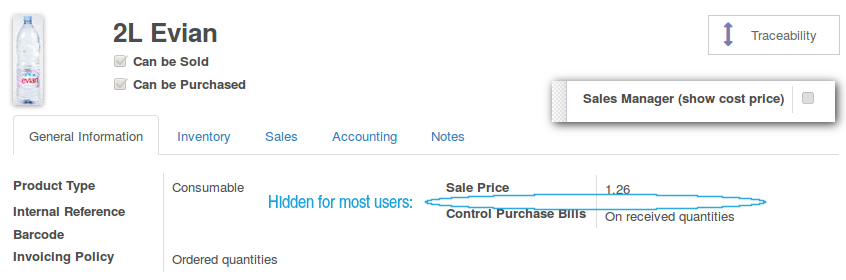 2L Evian
Can be Sold
Can be Purchased
evian
Traceability
Sales Manager (show cost price)
General Information Inventory Sales Accounting Notes
Product Type Consumable Sale Price 1.26
Hidden for most users:
Internal Reference Control Purchase Bills On received quantities
Barcode
Invoicing Policy Ordered quantities